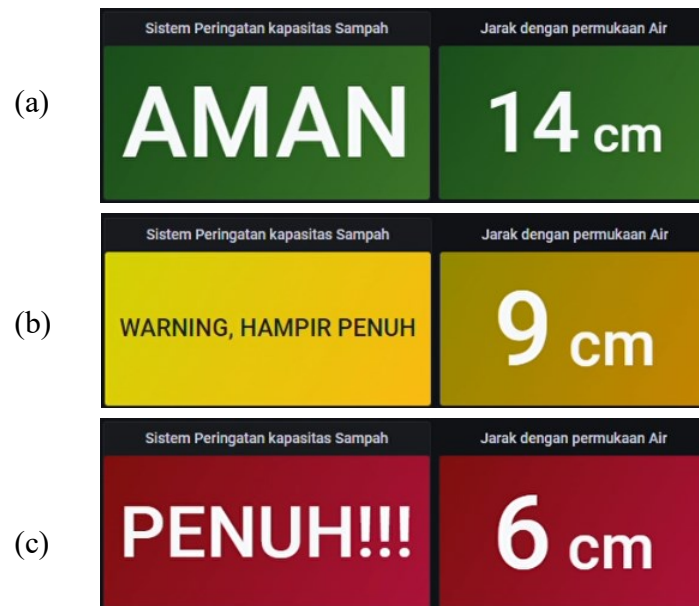 (a)
Sistem Peringatan kapasitas Sampah
Jarak dengan permukaan Air
AMAN
14 cm
(b)
Sistem Peringatan kapasitas Sampah
Jarak dengan permukaan Air
WARNING, HAMPIR PENUH
9 cm
(c)
Sistem Peringatan kapasitas Sampah
Jarak dengan permukaan Air
PENUH!!!
6 cm